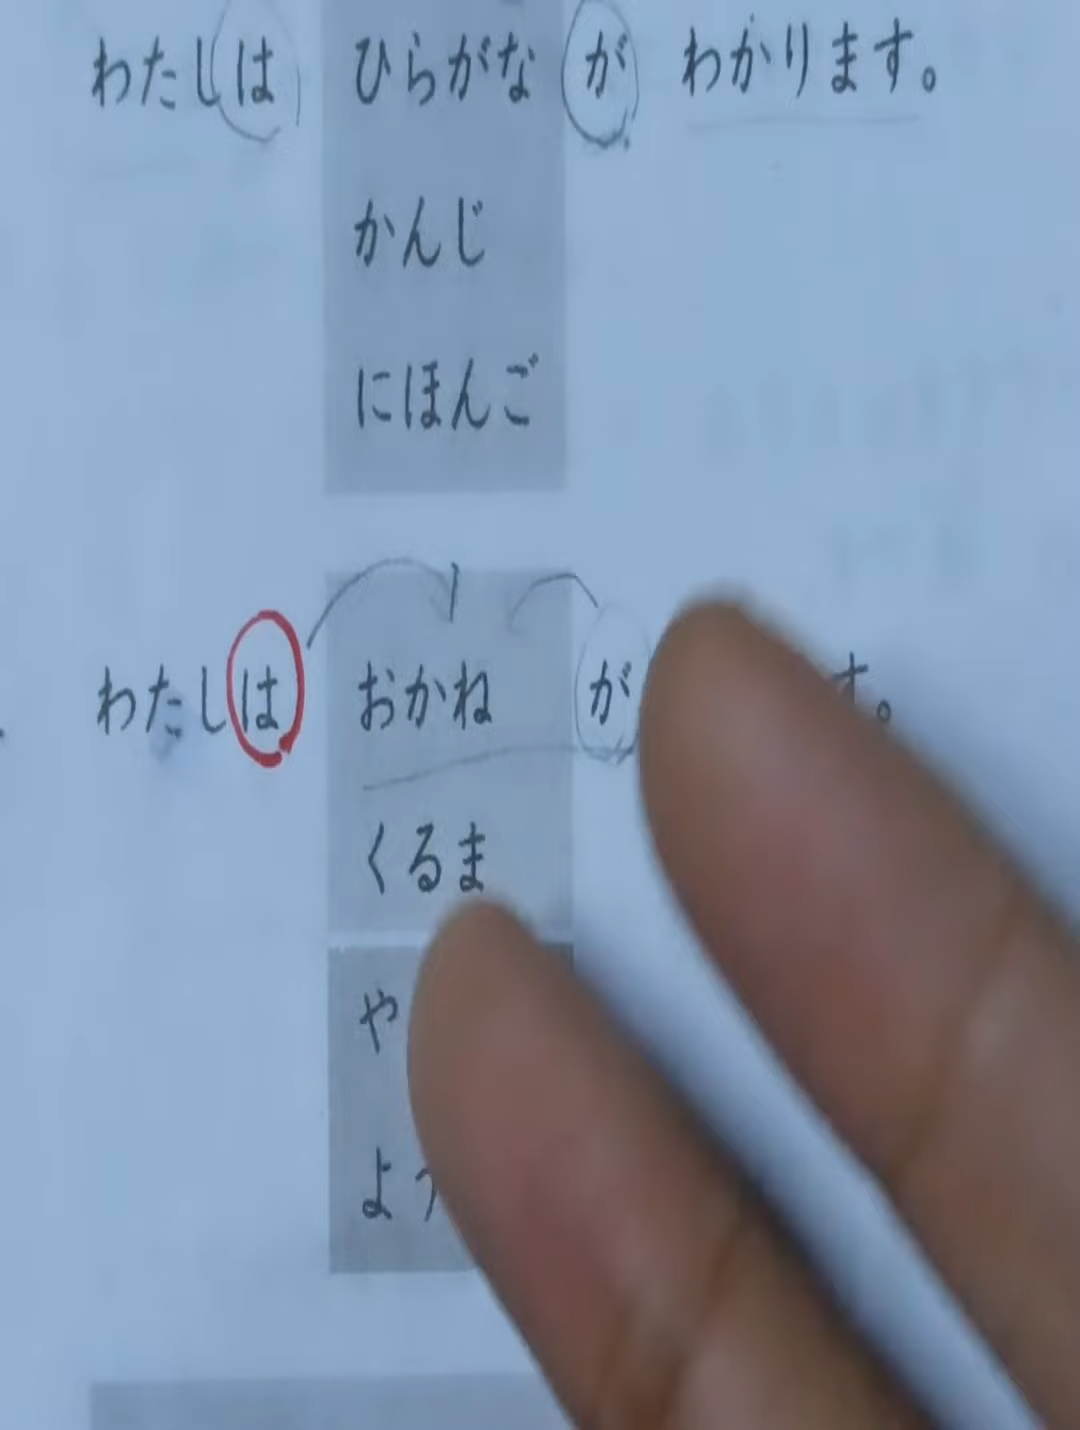 わたしは ひらがな が わかります。
かんじ
にほんご
わたしは おかね が す。
くるま
や
よ